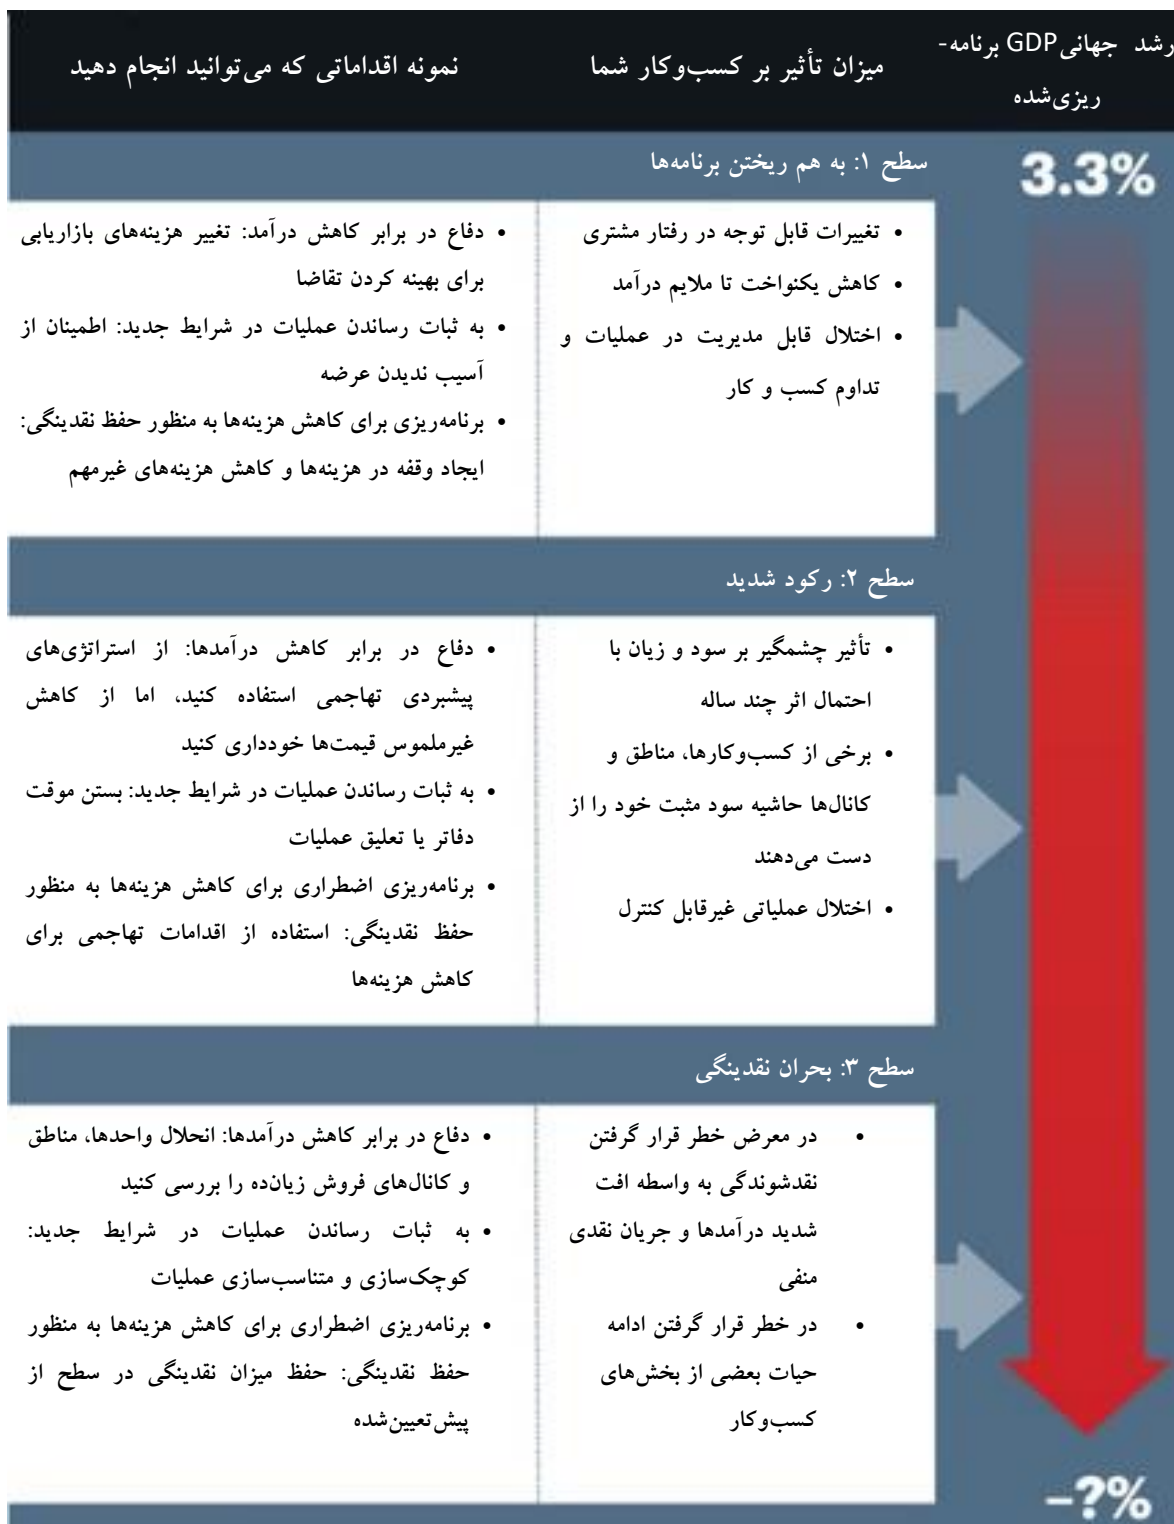 رشد جهانی GDP برنامه-
ریزی‌شده
میزان تأثیر بر کسب‌وکار شما
نمونه اقداماتی که می‌توانید انجام دهید
3.3%
سطح ۱: به هم ریختن برنامه‌ها
• تغییرات قابل توجه در رفتار مشتری
• کاهش یکنواخت تا ملایم درآمد
• اختلال قابل مدیریت در عملیات و
تداوم کسب و کار
• دفاع در برابر کاهش درآمد: تغییر هزینه‌های بازاریابی
برای بهینه کردن تقاضا
• به ثبات رساندن عملیات در شرایط جدید: اطمینان از
آسیب ندیدن عرضه
• برنامه‌ریزی برای کاهش هزینه‌ها به منظور حفظ نقدینگی:
ایجاد وقفه در هزینه‌ها و کاهش هزینه‌های غیرمهم
سطح ۲: رکود شدید
• تأثیر چشمگیر بر سود و زیان با
احتمال اثر چند ساله
• برخی از کسب‌وکارها، مناطق و
کانال‌ها حاشیه سود مثبت خود را از
دست می‌دهند
• اختلال عملیاتی غیرقابل کنترل
• دفاع در برابر کاهش درآمدها: از استراتژی‌های
پیشبردی تهاجمی استفاده کنید، اما از کاهش
غیرملموس قیمت‌ها خودداری کنید
• به ثبات رساندن عملیات در شرایط جدید: بستن موقت
دفاتر یا تعلیق عملیات
• برنامه‌ریزی اضطراری برای کاهش هزینه‌ها به منظور
حفظ نقدینگی: استفاده از اقدامات تهاجمی برای
کاهش هزینه‌ها
سطح ۳: بحران نقدینگی
• در معرض خطر قرار گرفتن
نقدشوندگی به واسطه افت
شدید درآمدها و جریان نقدی
منفی
• در خطر قرار گرفتن ادامه
حیات بعضی از بخش‌های
کسب‌وکار
• دفاع در برابر کاهش درآمدها: انحلال واحدها، مناطق
و کانال‌های فروش زیان‌ده را بررسی کنید
• به ثبات رساندن عملیات در شرایط جدید:
کوچک‌سازی و متناسب‌سازی عملیات
• برنامه‌ریزی اضطراری برای کاهش هزینه‌ها به منظور
حفظ نقدینگی: حفظ میزان نقدینگی در سطح از
پیش‌تعیین‌شده
–?%